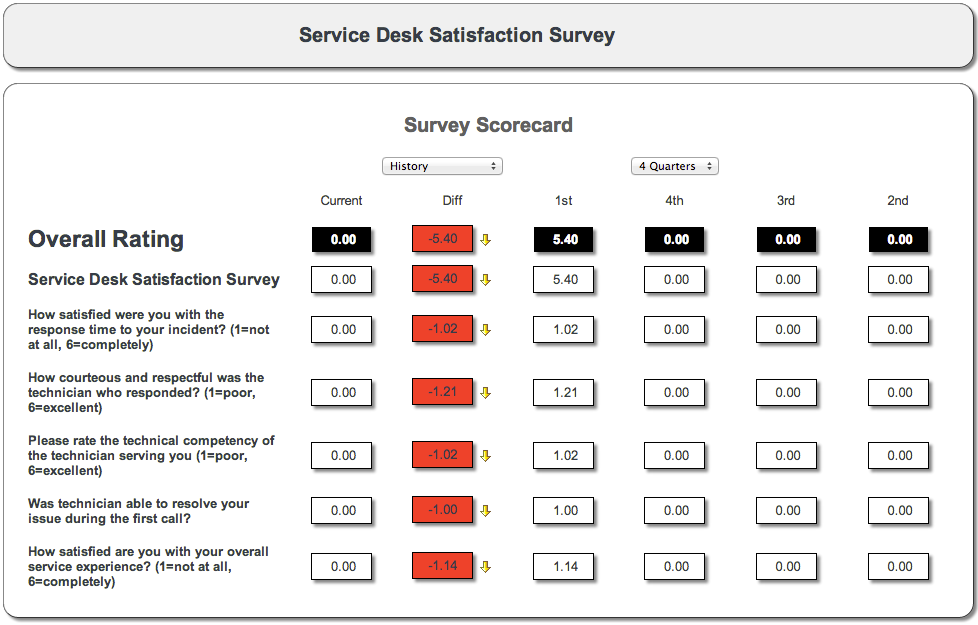 Service Desk Satisfaction Survey
Survey Scorecard
History 4 Quarters
Current Diff 1st 4th 3rd 2nd
Overall Rating 0.00 -5.40 5.40 0.00 0.00 0.00
Service Desk Satisfaction Survey 0.00 -5.40 5.40 0.00 0.00 0.00
How satisfied were you with the
response time to your incident? (1=not
at all, 6=completely)
0.00 -1.02 1.02 0.00 0.00 0.00
How courteous and respectful was the
technician who responded? (1=poor,
6=excellent)
0.00 -1.21 1.21 0.00 0.00 0.00
Please rate the technical competency of
the technician serving you (1=poor,
6=excellent)
0.00 -1.02 1.02 0.00 0.00 0.00
Was technician able to resolve your
issue during the first call?
0.00 -1.00 1.00 0.00 0.00 0.00
How satisfied are you with your overall
service experience? (1=not at all,
6=completely)
0.00 -1.14 1.14 0.00 0.00 0.00